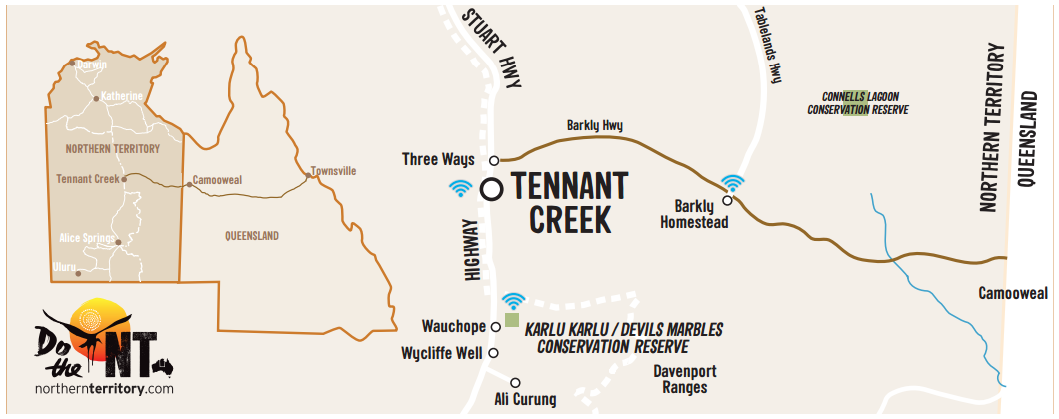 Darwin
Katherine
NORTHERN TERRITORY
Tennant Creek
Camooweal
Townsville
QUEENSLAND
Alice Springs
Uluru
Do
the
NT
northernterritory.com
STUART HWY
Tablelands Hwy
CONNELLS LAGOON
CONSERVATION RESERVE
NORTHERN TERRITORY
QUEENSLAND
Barkly Hwy
Three Ways
TENNANT
CREEK
Barkly
Homestead
HIGHWAY
Camooweal
Wauchope
KARLU KARLU / DEVILS MARBLES
CONSERVATION RESERVE
Wycliffe Well
Davenport
Ranges
Ali Curung